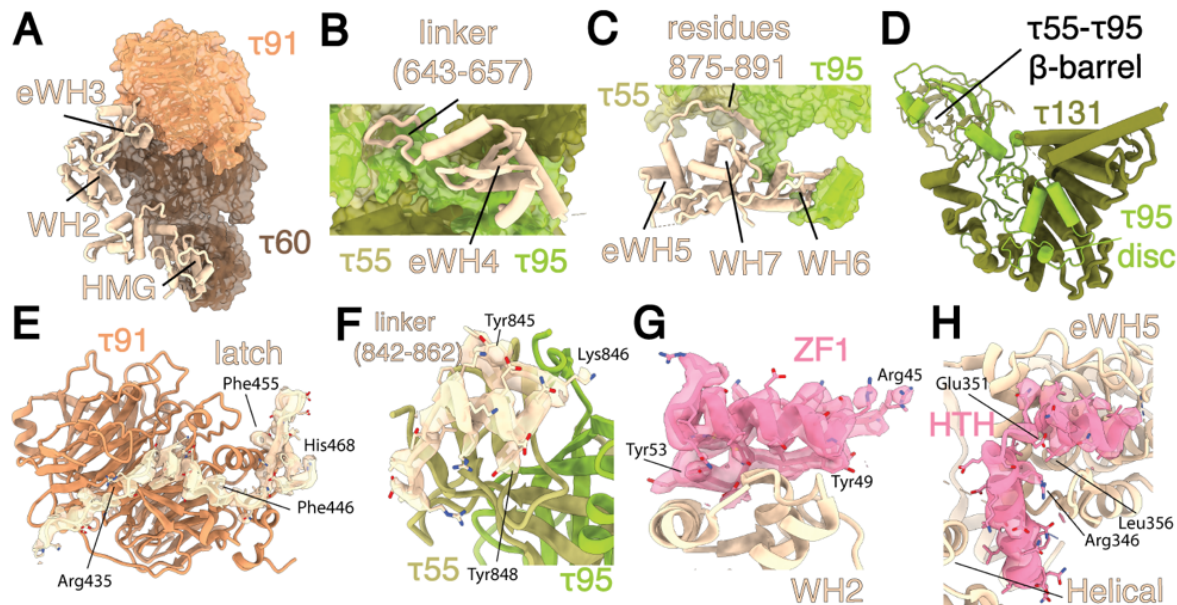 A
τ91
eWH3
WH2
τ60
HMG
B
linker
(643-657)
τ55
eWH4
τ95
C
residues
875-891
τ55
τ95
eWH5
WH7
WH6
D
τ55-τ95
β-barrel
τ131
τ95
disc
E
τ91
latch
Phe455
His468
Phe446
Arg435
F
linker
(842-862)
Tyr845
Lys846
τ55
Tyr848
τ95
G
ZF1
Arg45
Tyr53
Tyr49
WH2
H
eWH5
Glu351
HTH
Leu356
Arg346
Helical